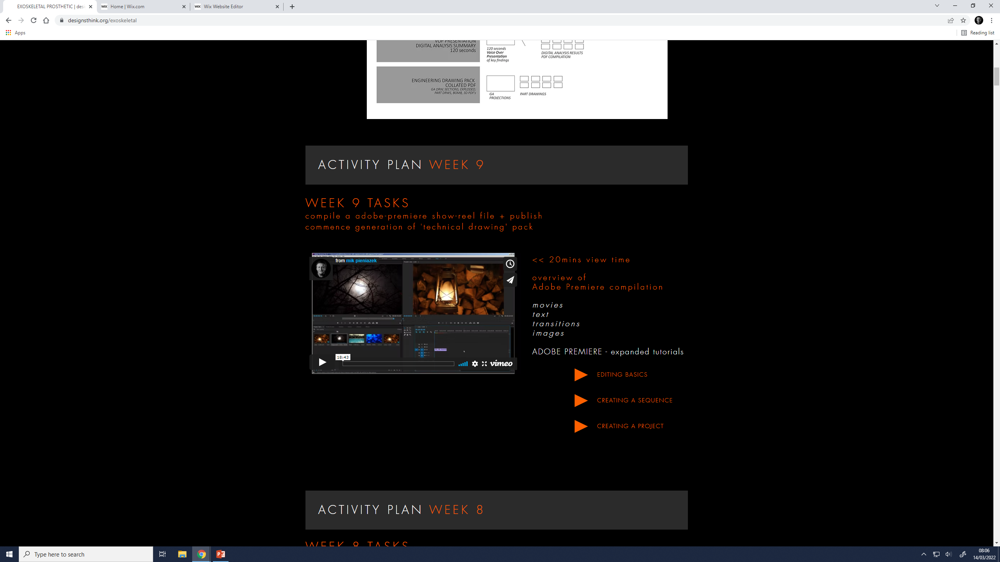 EXOSKELETAL PROSTHETIC | desi
WIX Home | Wix.com
WIX Wix Website Editor
designsthink.org/exoskeletal
Apps
Reading list
VOP PRESENTATION
DIGITAL ANALYSIS SUMMARY
120 seconds
120 seconds
Voice Over
Presentation
of key findings
DIGITAL ANALYSIS RESULTS
PDF COMPILATION
ENGINEERING DRAWING PACK
COLLATED PDF
GA DRW, SECTIONS, EXPLODED,
PART DRWS, BOMB, 3D PDF's
GA
PROJECTIONS
PART DRAWINGS
ACTIVITY PLAN WEEK 9
WEEK 9 TASKS
compile a adobe-premiere show-reel file + publish
commence generation of 'technical drawing' pack
from mik pieniazek
18:43
vimeo
<< 20mins view time
overview of
Adobe Premiere compilation
movies
text
transitions
images
ADOBE PREMIERE - expanded tutorials
EDITING BASICS
CREATING A SEQUENCE
CREATING A PROJECT
ACTIVITY PLAN WEEK 8
WEEK 8 TASKS
Type here to search
08:06
14/03/2022